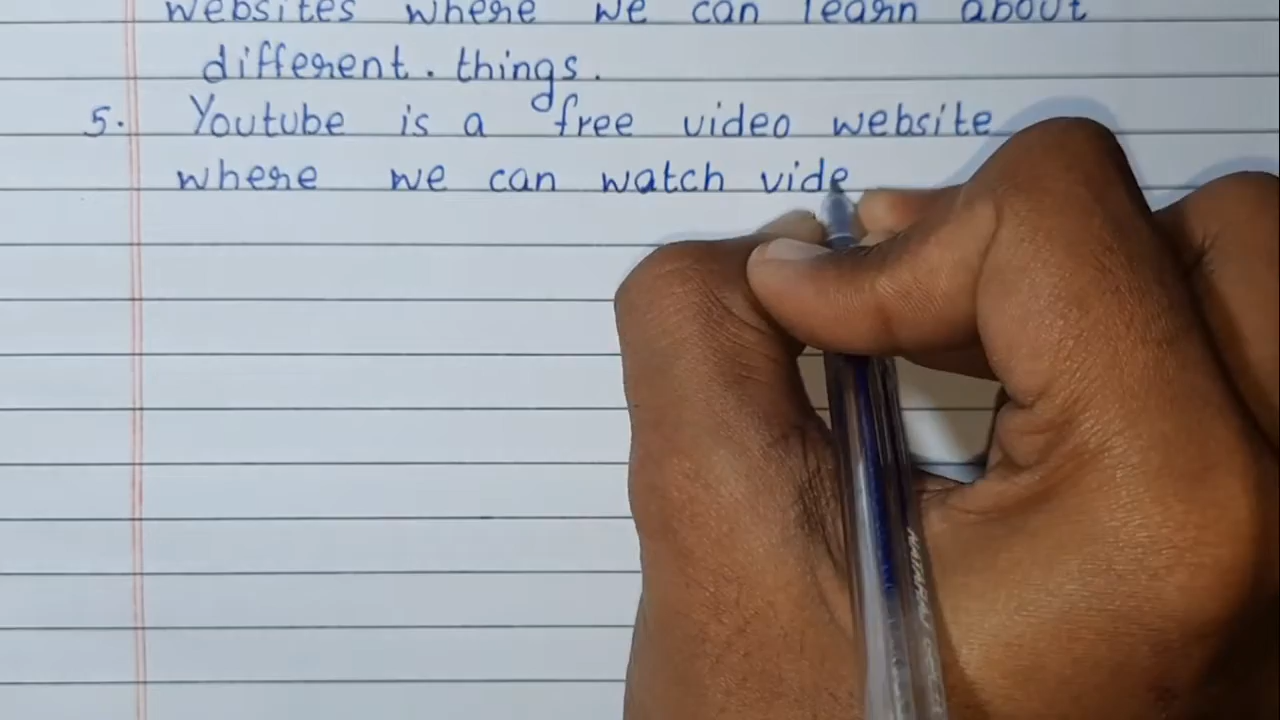 websites where we can learn about
different. things.
5. Youtube is a free video website
where we can watch vide